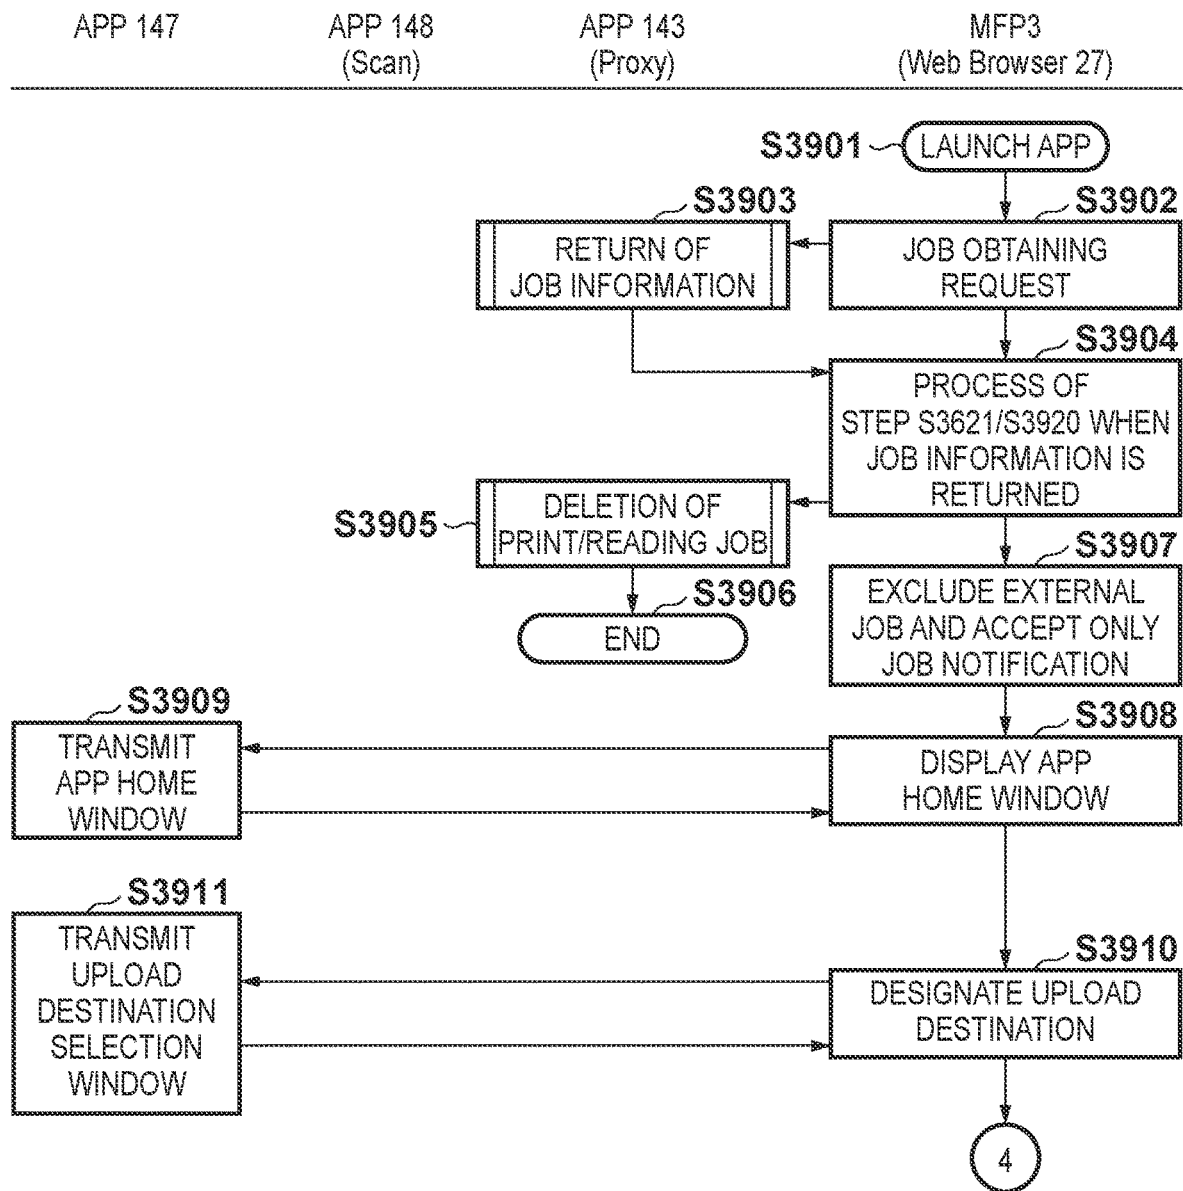 APP 147
APP 148
(Scan)
APP 143
(Proxy)
MFP3
(Web Browser 27)
S3901
LAUNCH APP
S3903
RETURN OF
JOB INFORMATION
S3902
JOB OBTAINING
REQUEST
S3904
PROCESS OF
STEP S3621/S3920 WHEN
JOB INFORMATION IS
RETURNED
S3905
DELETION OF
PRINT/READING JOB
S3906
END
S3907
EXCLUDE EXTERNAL
JOB AND ACCEPT ONLY
JOB NOTIFICATION
S3909
TRANSMIT
APP HOME
WINDOW
S3908
DISPLAY APP
HOME WINDOW
S3911
TRANSMIT
UPLOAD
DESTINATION
SELECTION
WINDOW
S3910
DESIGNATE UPLOAD
DESTINATION
4